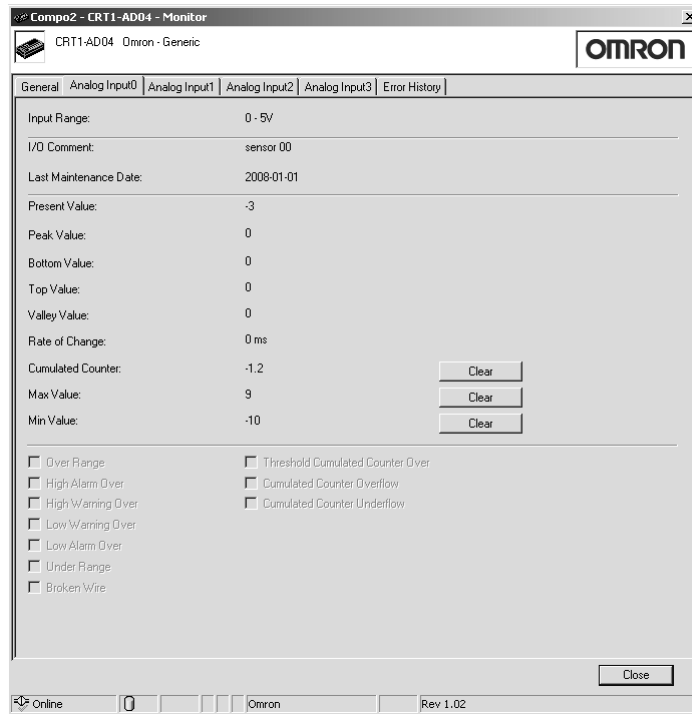 Compo2 - CRT1-AD04 - Monitor
CRT1-AD04 Omron - Generic
OMRON
General Analog Input0 Analog Input1 Analog Input2 Analog Input3 Error History
Input Range: 0 - 5V
I/O Comment: sensor 00
Last Maintenance Date: 2008-01-01
Present Value: -3
Peak Value: 0
Bottom Value: 0
Top Value: 0
Valley Value: 0
Rate of Change: 0 ms
Cumulated Counter: -1.2 Clear
Max Value: 9 Clear
Min Value: -10 Clear
Over Range Threshold Cumulated Counter Over
High Alarm Over Cumulated Counter Overflow
High Warning Over Cumulated Counter Underflow
Low Warning Over
Low Alarm Over
Under Range
Broken Wire
Close
Online Omron Rev 1.02